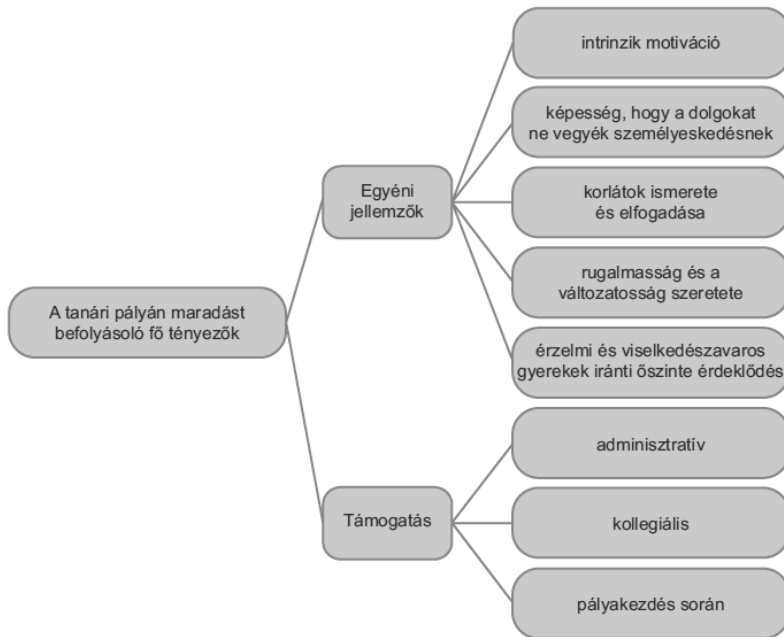 A tanári pályán maradást
befolyásoló fő tényezők
Egyéni
jellemzők
intrinzik motiváció
képesség, hogy a dolgokat
ne vegyék személyeskedésnek
korlátok ismerete
és elfogadása
rugalmasság és a
változatosság szeretete
érzelmi és viselkedészavaros
gyerekek iránti őszinte érdeklődés
Támogatás
adminisztratív
kollegiális
pályakezdés során